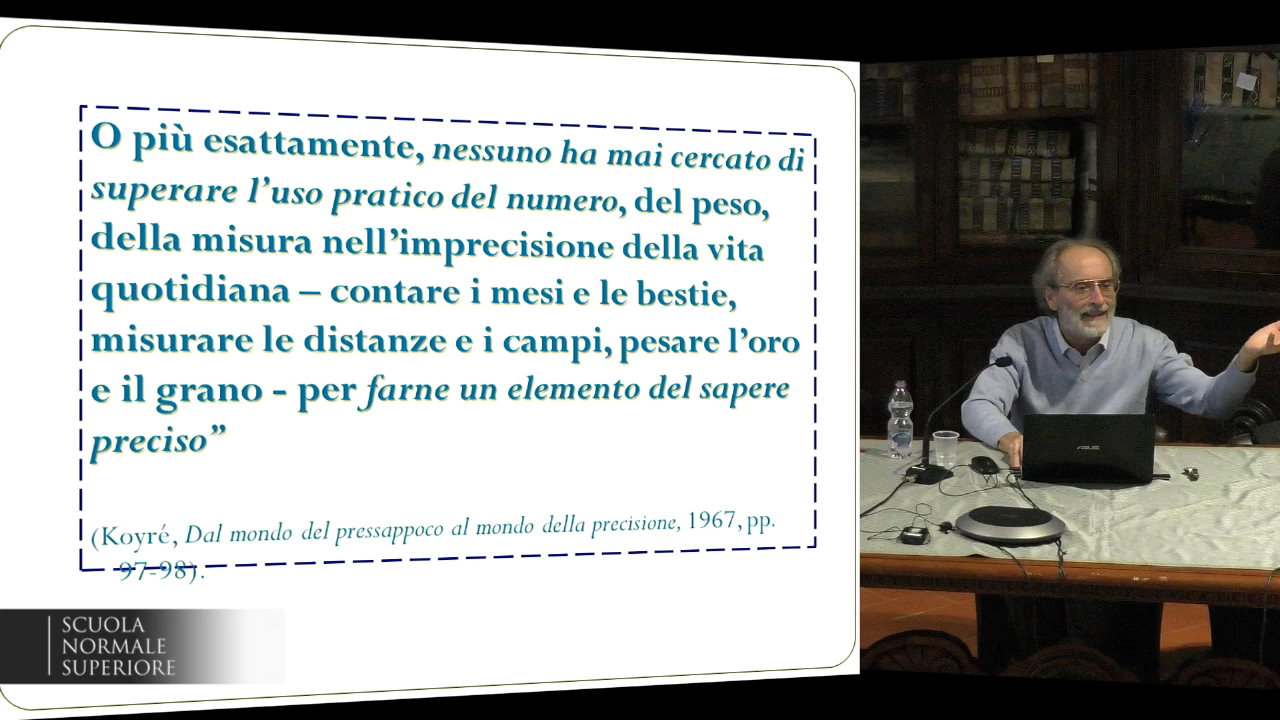 O più esattamente, nessuno ha mai cercato di
superare l’uso pratico del numero, del peso,
della misura nell’imprecisione della vita
quotidiana – contare i mesi e le bestie,
misurare le distanze e i campi, pesare l’oro
e il grano - per farne un elemento del sapere
preciso”
(Koyré, Dal mondo del pressappoco al mondo della precisione, 1967, pp.
97-98).
SCUOLA
NORMALE
SUPERIORE
ASUS